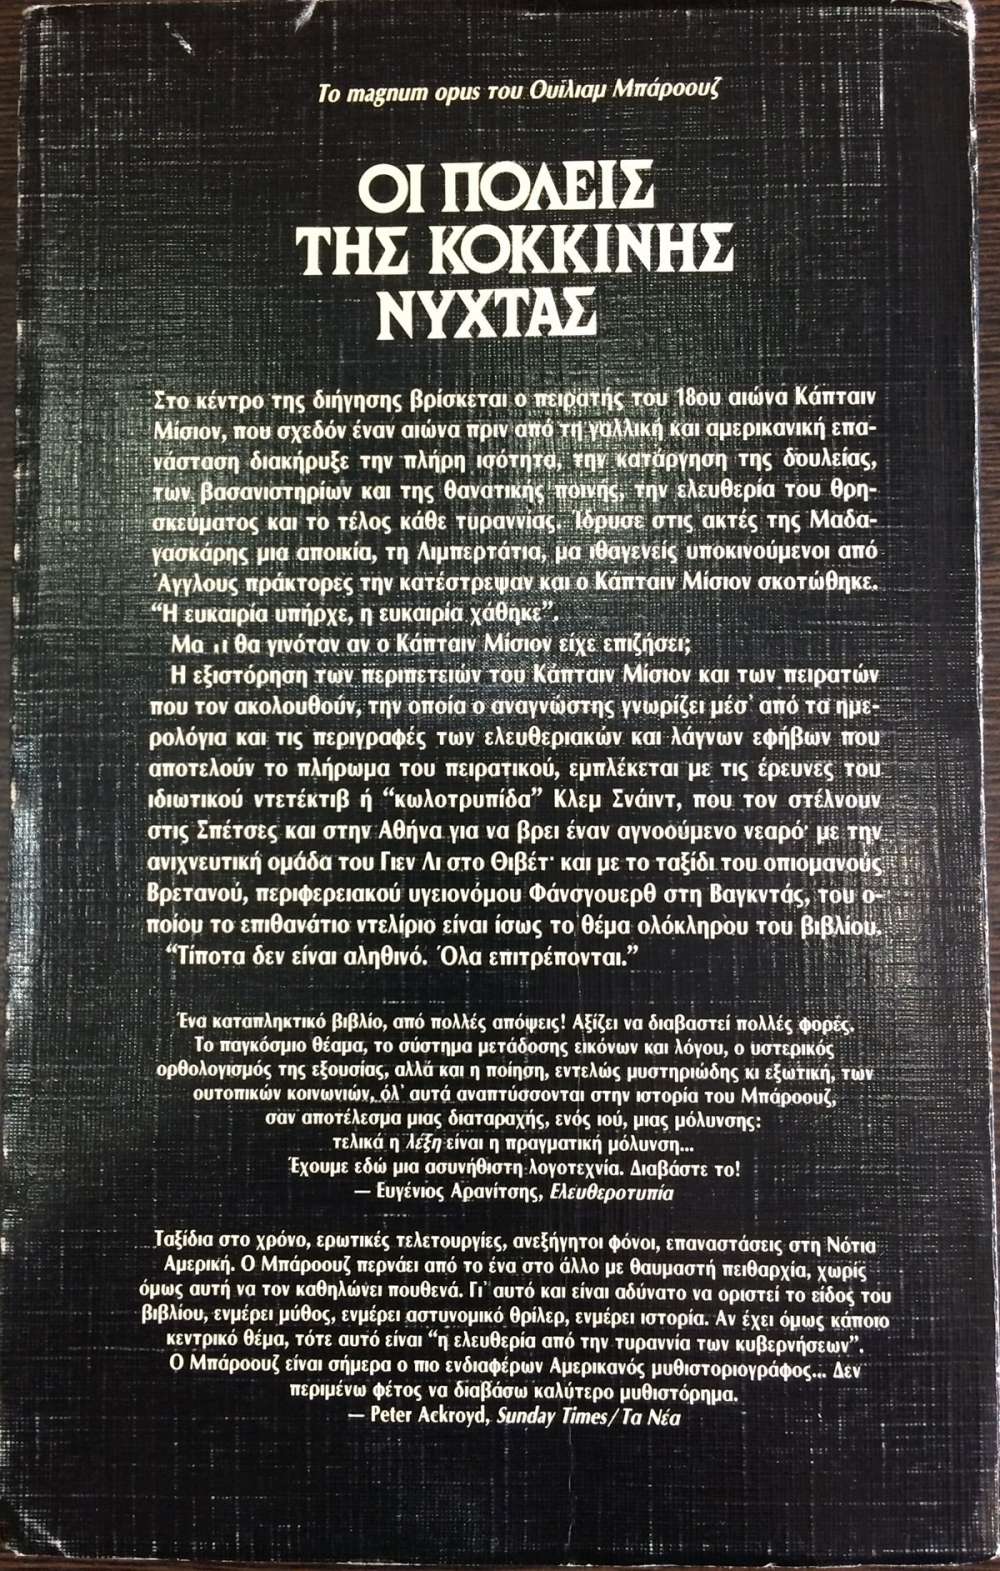 Το magnum opus του Ουίλιαμ Μπάροουζ
ΟΙ ΠΟΛΕΙΣ
ΤΗΣ ΚΟΚΚΙΝΗΣ
ΝΥΧΤΑΣ
Στο κέντρο της διήγησης βρίσκεται ο πειρατής του 18ου αιώνα Κάπταιν
Μίσιον, που σχεδόν έναν αιώνα πριν από τη γαλλική και αμερικανική επα-
νάσταση διακήρυξε την πλήρη ισότητα, την κατάργηση της δουλείας,
των βασανιστηρίων και της θανατικής ποινής, την ελευθερία του θρη-
σκεύματος και το τέλος κάθε τυραννίας. Ίδρυσε στις ακτές της Μαδα-
γασκάρης μια αποικία, τη Λιμπερτάτια, μα ιθαγενείς υποκινούμενοι από
Άγγλους πράκτορες την κατέστρεψαν και ο Κάπταιν Μίσιον σκοτώθηκε.
“Η ευκαιρία υπήρχε, η ευκαιρία χάθηκε”.
Μα τι θα γινόταν αν ο Κάπταιν Μίσιον είχε επιζήσει;
Η εξιστόρηση των περιπετειών του Κάπταιν Μίσιον και των πειρατών
που τον ακολουθούν, την οποία ο αναγνώστης γνωρίζει μέσ' από τα ημε-
ρολόγια και τις περιγραφές των ελευθεριακών και λάγνων εφήβων που
αποτελούν το πλήρωμα του πειρατικού, εμπλέκεται με τις έρευνες του
ιδιωτικού ντετέκτιβ ή “κωλοτρυπίδα” Κλεμ Σνάιντ, που τον στέλνουν
στις Σπέτσες και στην Αθήνα για να βρει έναν αγνοούμενο νεαρό· με την
ανιχνευτική ομάδα του Γιεν Λι στο Θιβέτ· και με το ταξίδι του οπιομανούς
Βρετανού, περιφερειακού υγειονόμου Φάνσγουερθ στη Βαγκντάς, του ο-
ποίου το επιθανάτιο ντελίριο είναι ίσως το θέμα ολόκληρου του βιβλίου.
“Τίποτα δεν είναι αληθινό. Όλα επιτρέπονται.”
Ένα καταπληκτικό βιβλίο, από πολλές απόψεις! Αξίζει να διαβαστεί πολλές φορές.
Το παγκόσμιο θέαμα, το σύστημα μετάδοσης εικόνων και λόγου, ο υστερικός
ορθολογισμός της εξουσίας, αλλά και η ποίηση, εντελώς μυστηριώδης κι εξωτική, των
ουτοπικών κοινωνιών, όλ' αυτά αναπτύσσονται στην ιστορία του Μπάροουζ,
σαν αποτέλεσμα μιας διαταραχής, ενός ιού, μιας μόλυνσης:
τελικά η λέξη είναι η πραγματική μόλυνση...
Έχουμε εδώ μια ασυνήθιστη λογοτεχνία. Διαβάστε το!
— Ευγένιος Αρανίτσης, Ελευθεροτυπία
Ταξίδια στο χρόνο, ερωτικές τελετουργίες, ανεξήγητοι φόνοι, επαναστάσεις στη Νότια
Αμερική. Ο Μπάροουζ περνάει από το ένα στο άλλο με θαυμαστή πειθαρχία, χωρίς
όμως αυτή να τον καθηλώνει πουθενά. Γι' αυτό και είναι αδύνατο να οριστεί το είδος του
βιβλίου, ενμέρει μύθος, ενμέρει αστυνομικό θρίλερ, ενμέρει ιστορία. Αν έχει όμως κάποιο
κεντρικό θέμα, τότε αυτό είναι “η ελευθερία από την τυραννία των κυβερνήσεων”.
Ο Μπάροουζ είναι σήμερα ο πιο ενδιαφέρων Αμερικανός μυθιστοριογράφος... Δεν
περιμένω φέτος να διαβάσω καλύτερο μυθιστόρημα.
— Peter Ackroyd, Sunday Times/Τα Νέα